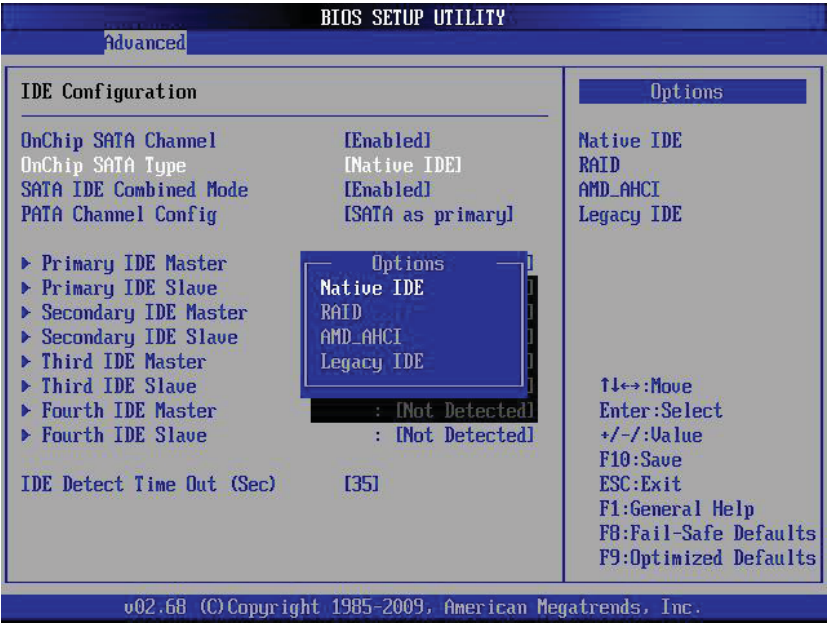 BIOS SETUP UTILITY
Advanced
IDE Configuration
OnChip SATA Channel [Enabled]
OnChip SATA Type [Native IDE]
SATA IDE Combined Mode [Enabled]
PATA Channel Config [SATA as primary]
▶ Primary IDE Master ]
▶ Primary IDE Slave ]
▶ Secondary IDE Master ]
▶ Secondary IDE Slave ]
▶ Third IDE Master ]
▶ Third IDE Slave ]
▶ Fourth IDE Master : [Not Detected]
▶ Fourth IDE Slave : [Not Detected]
IDE Detect Time Out (Sec) [35]
Options
Native IDE
RAID
AMD_AHCI
Legacy IDE
Options
Native IDE
RAID
AMD_AHCI
Legacy IDE
↑↓←→:Move
Enter:Select
+/-/:Value
F10:Save
ESC:Exit
F1:General Help
F8:Fail-Safe Defaults
F9:Optimized Defaults
v02.68 (C)Copyright 1985-2009, American Megatrends, Inc.